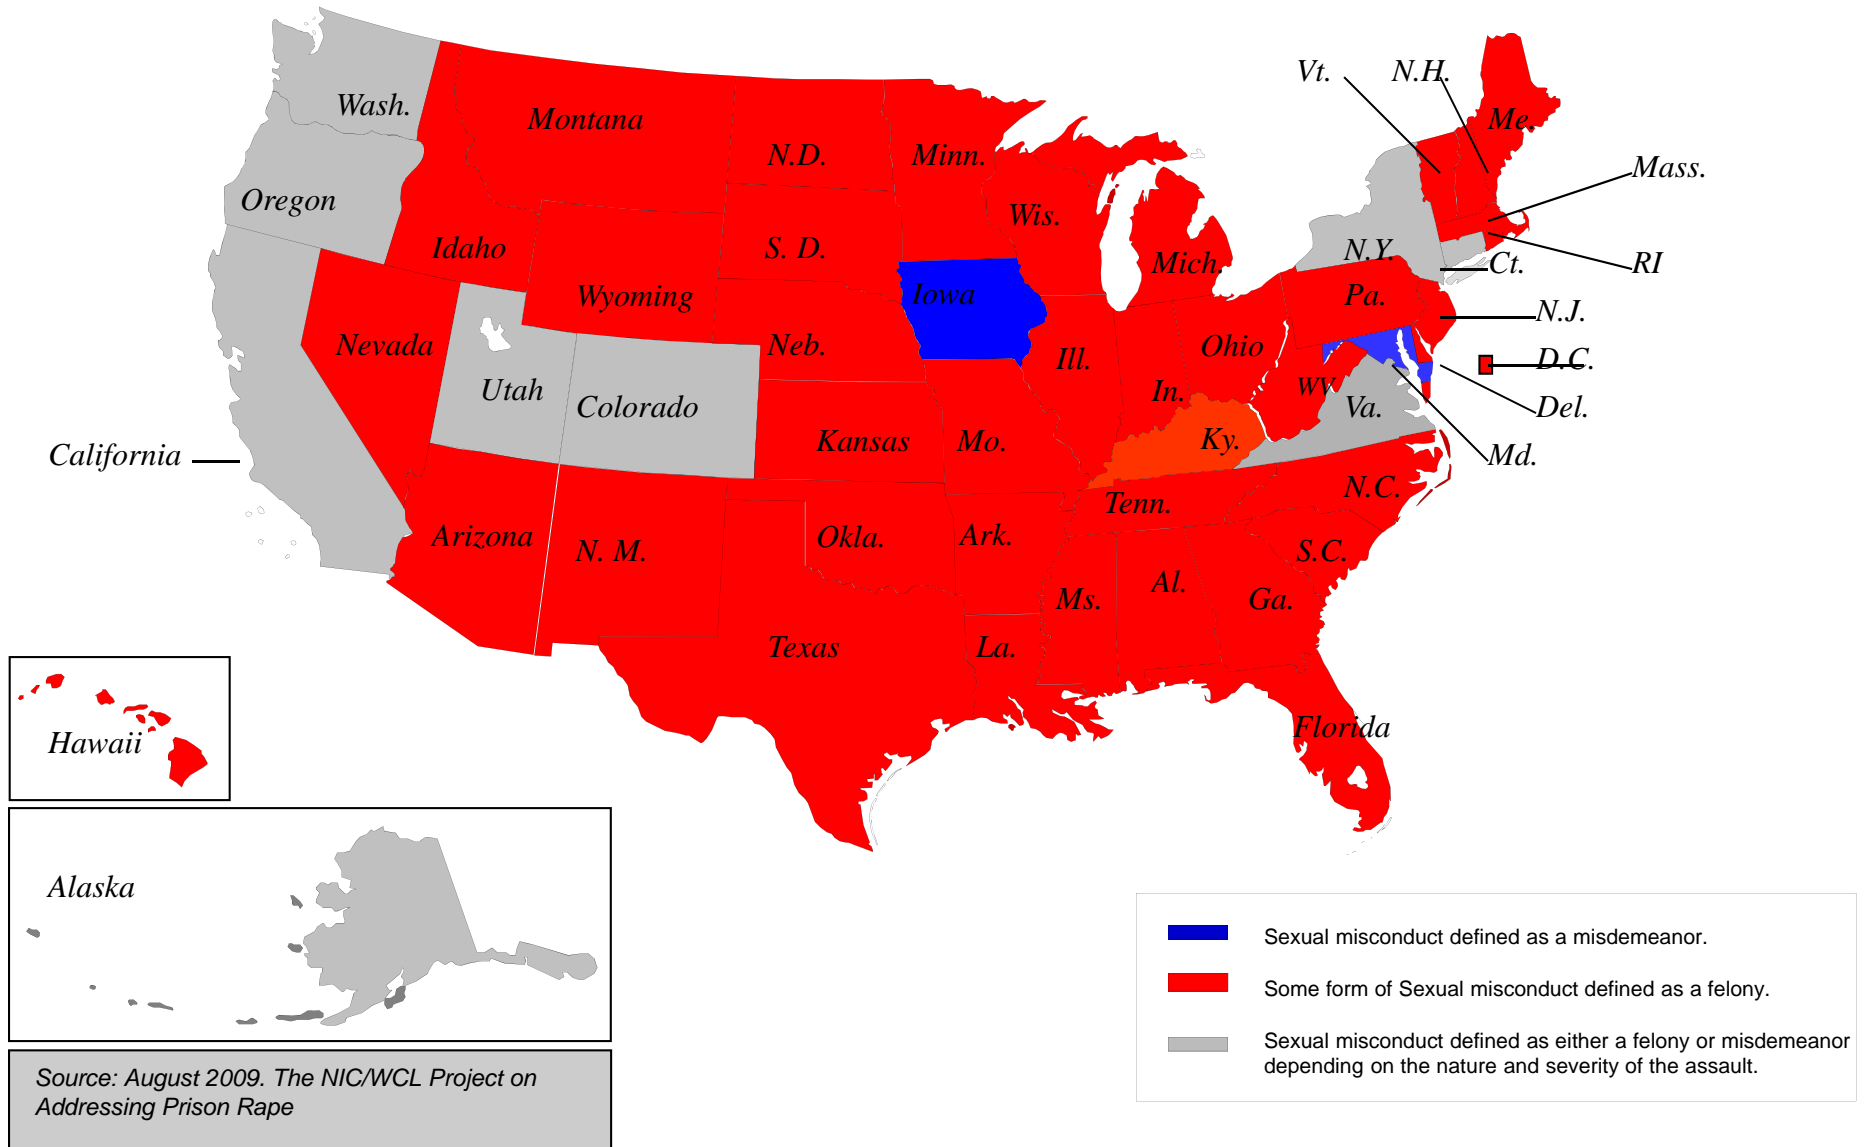 Vt.
N.H.
Wash.
Montana
Me.
N.D.
Minn.
Mass.
Oregon
Wis.
Idaho
S. D.
N.Y.
Mich.
Ct.
RI
Wyoming
Iowa
Pa.
N.J.
Nevada
Neb.
Ill.
Ohio
D.C.
Utah
Colorado
In.
WV
Va.
Del.
California
Kansas
Mo.
Ky.
Md.
N.C.
Tenn.
Arizona
N. M.
Okla.
Ark.
S.C.
Ms.
Al.
Ga.
Texas
La.
Florida
Hawaii
Alaska
Sexual misconduct defined as a misdemeanor.
Some form of Sexual misconduct defined as a felony.
Sexual misconduct defined as either a felony or misdemeanor
depending on the nature and severity of the assault.
Source: August 2009. The NIC/WCL Project on
Addressing Prison Rape